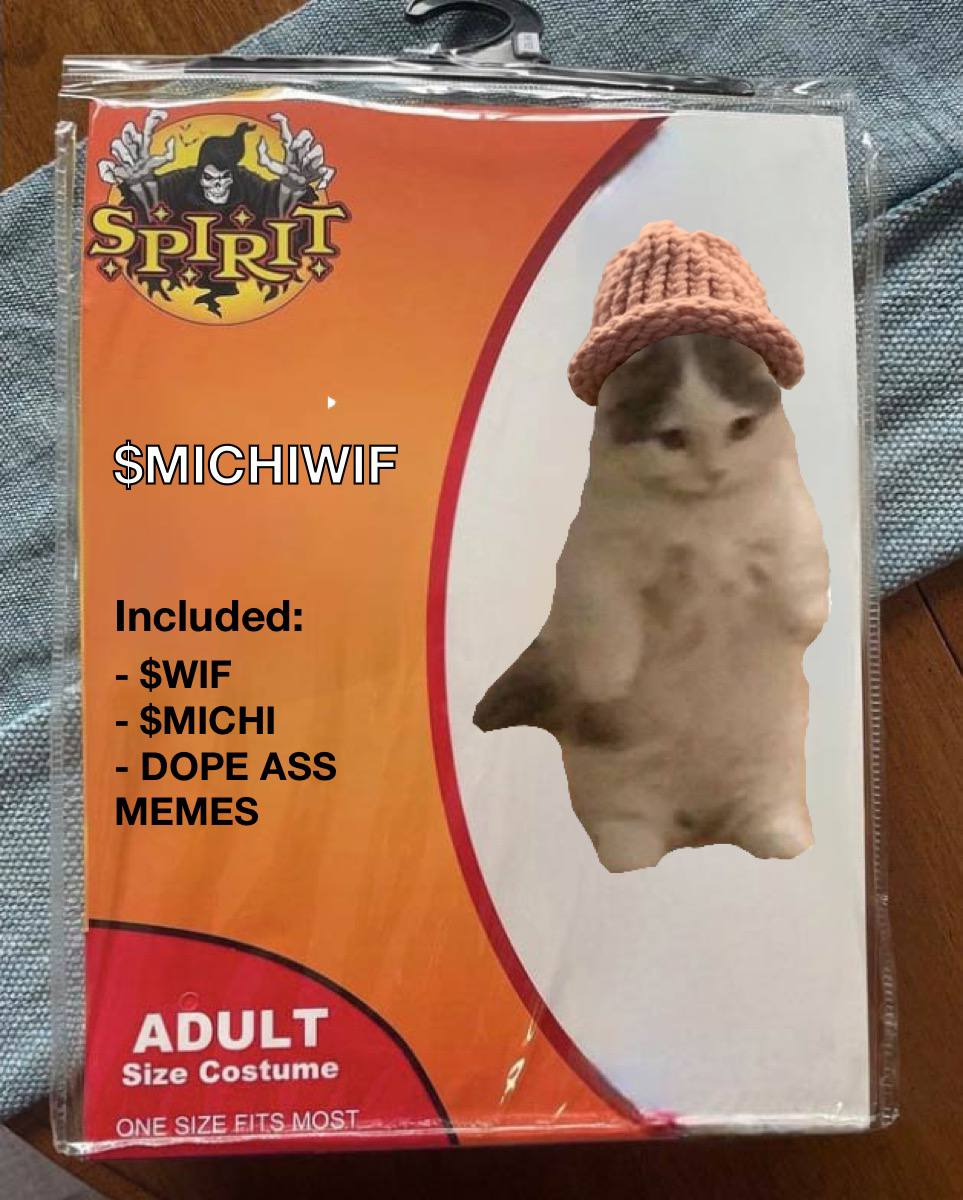 SPIRIT
$MICHIWIF
Included:
- $WIF
- $MICHI
- DOPE ASS
MEMES
ADULT
Size Costume
ONE SIZE FITS MOST